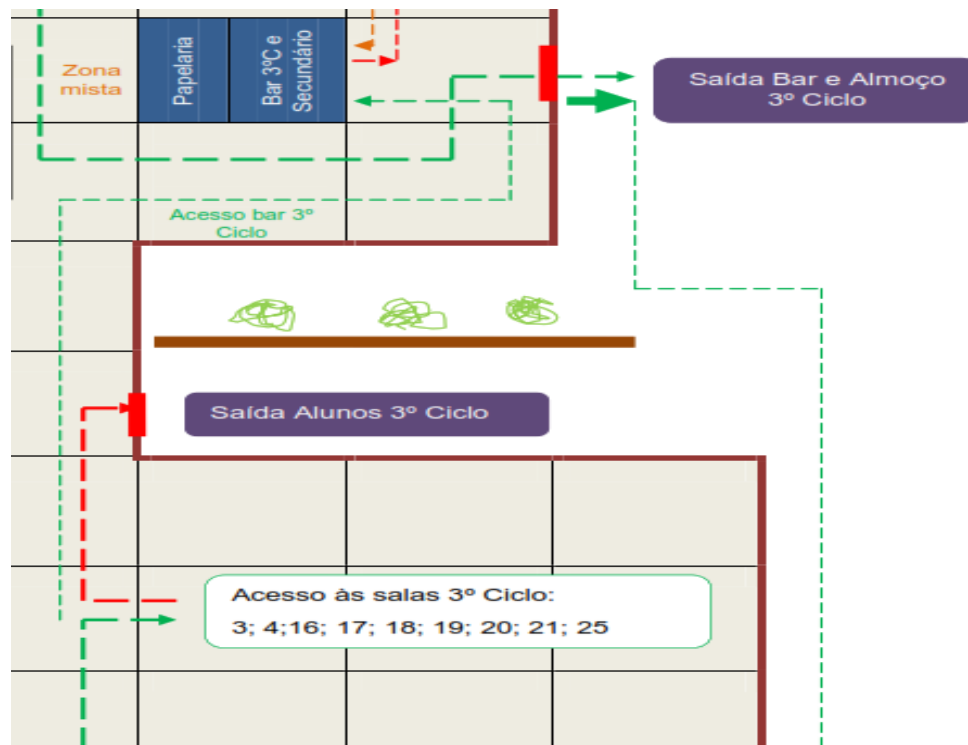 Zona
mista
Papelaria
Bar 3ºC e
Secundário
Saída Bar e Almoço
3º Ciclo
Acesso bar 3º
Ciclo
Saída Alunos 3º Ciclo
Acesso às salas 3º Ciclo:
3; 4;16; 17; 18; 19; 20; 21; 25